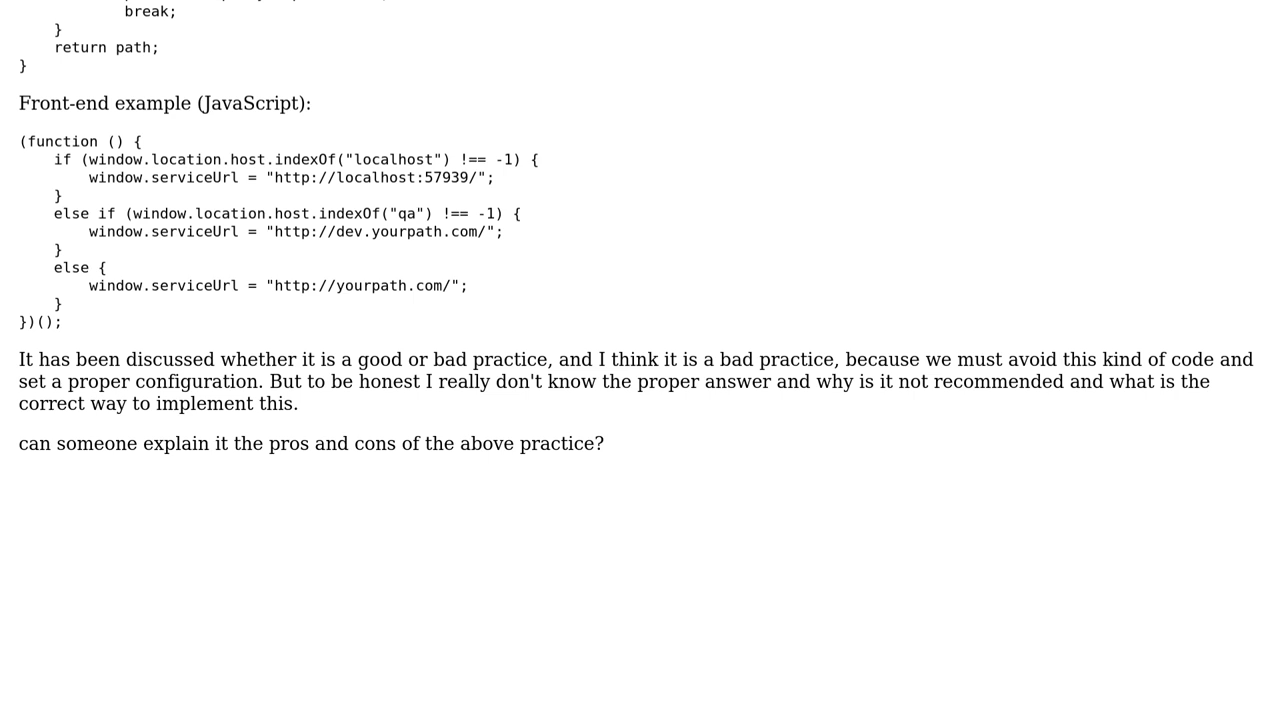 break;
}
return path;
}
Front-end example (JavaScript):
(function () {
if (window.location.host.indexOf("localhost") !== -1) {
window.serviceUrl = "http://localhost:57939/";
}
else if (window.location.host.indexOf("qa") !== -1) {
window.serviceUrl = "http://dev.yourpath.com/";
}
else {
window.serviceUrl = "http://yourpath.com/";
}
})();
It has been discussed whether it is a good or bad practice, and I think it is a bad practice, because we must avoid this kind of code and
set a proper configuration. But to be honest I really don't know the proper answer and why is it not recommended and what is the
correct way to implement this.
can someone explain it the pros and cons of the above practice?